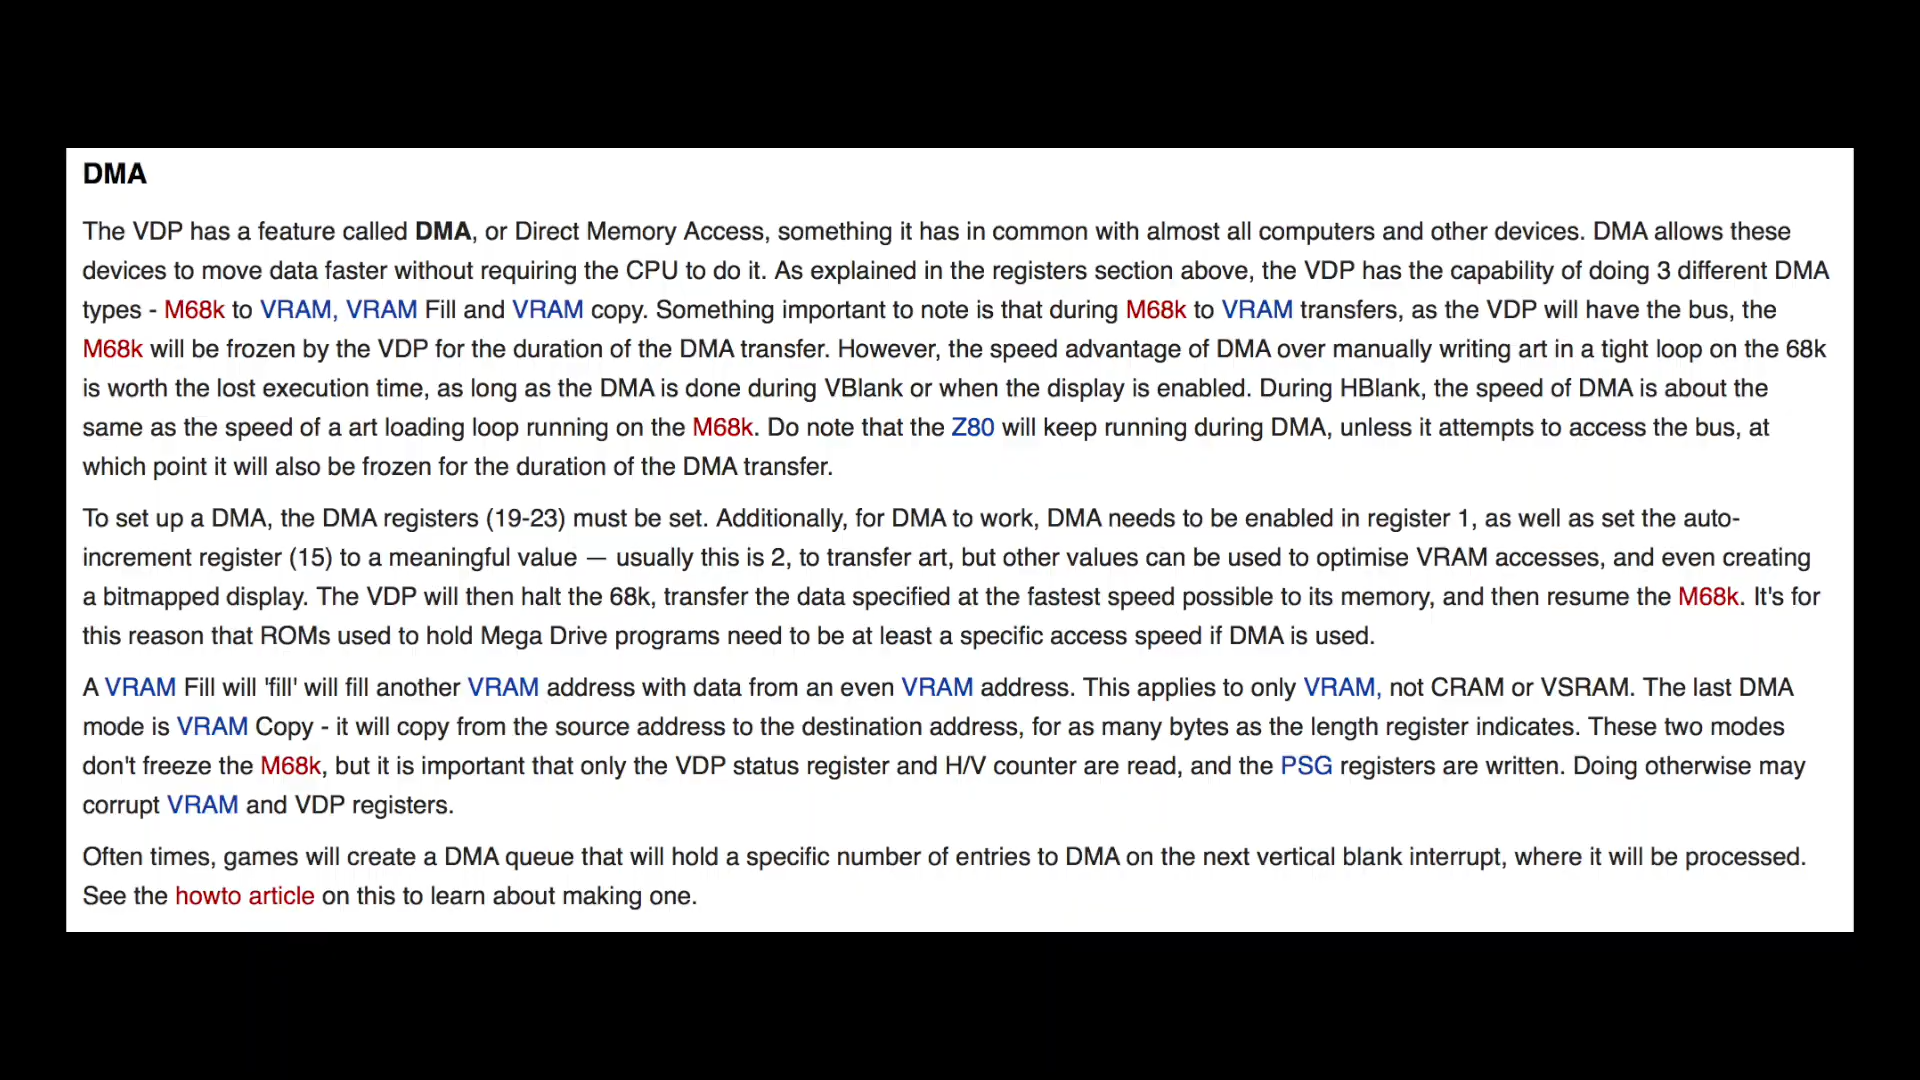 DMA
The VDP has a feature called DMA, or Direct Memory Access, something it has in common with almost all computers and other devices. DMA allows these
devices to move data faster without requiring the CPU to do it. As explained in the registers section above, the VDP has the capability of doing 3 different DMA
types - M68k to VRAM, VRAM Fill and VRAM copy. Something important to note is that during M68k to VRAM transfers, as the VDP will have the bus, the
M68k will be frozen by the VDP for the duration of the DMA transfer. However, the speed advantage of DMA over manually writing art in a tight loop on the 68k
is worth the lost execution time, as long as the DMA is done during VBlank or when the display is enabled. During HBlank, the speed of DMA is about the
same as the speed of a art loading loop running on the M68k. Do note that the Z80 will keep running during DMA, unless it attempts to access the bus, at
which point it will also be frozen for the duration of the DMA transfer.
To set up a DMA, the DMA registers (19-23) must be set. Additionally, for DMA to work, DMA needs to be enabled in register 1, as well as set the auto-
increment register (15) to a meaningful value — usually this is 2, to transfer art, but other values can be used to optimise VRAM accesses, and even creating
a bitmapped display. The VDP will then halt the 68k, transfer the data specified at the fastest speed possible to its memory, and then resume the M68k. It's for
this reason that ROMs used to hold Mega Drive programs need to be at least a specific access speed if DMA is used.
A VRAM Fill will 'fill' will fill another VRAM address with data from an even VRAM address. This applies to only VRAM, not CRAM or VSRAM. The last DMA
mode is VRAM Copy - it will copy from the source address to the destination address, for as many bytes as the length register indicates. These two modes
don't freeze the M68k, but it is important that only the VDP status register and H/V counter are read, and the PSG registers are written. Doing otherwise may
corrupt VRAM and VDP registers.
Often times, games will create a DMA queue that will hold a specific number of entries to DMA on the next vertical blank interrupt, where it will be processed.
See the howto article on this to learn about making one.